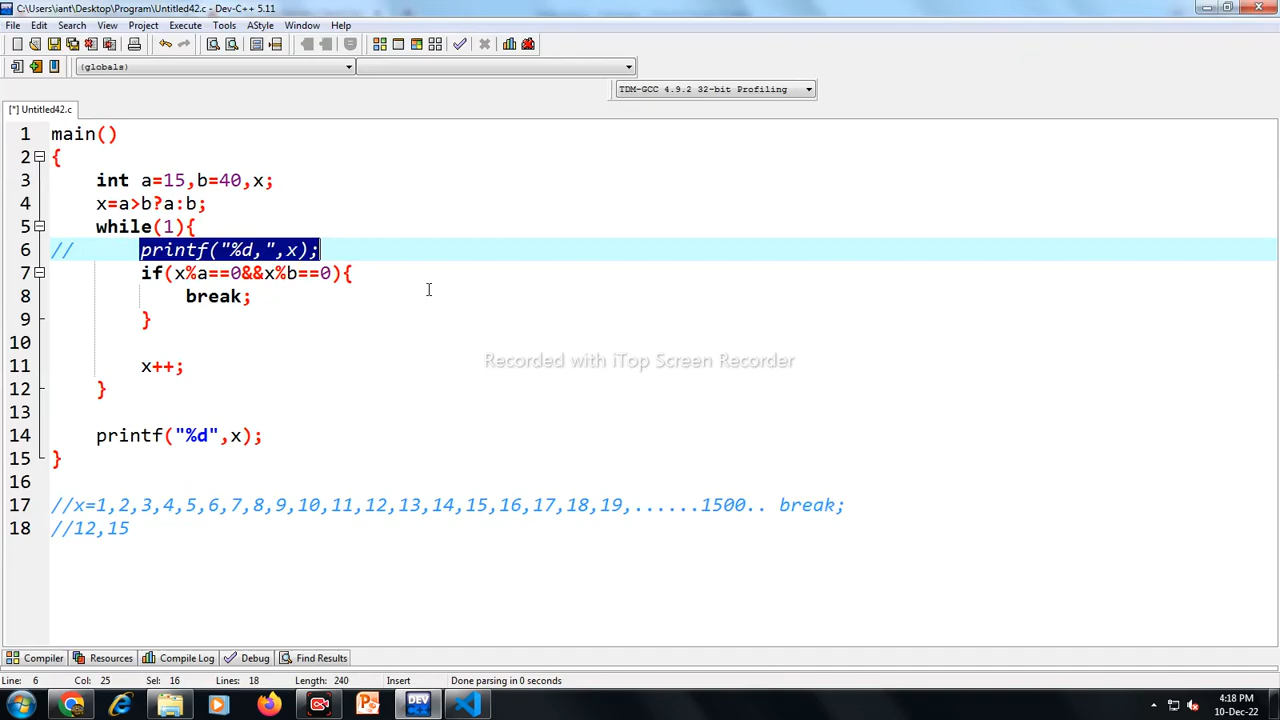 C:\Users\iant\Desktop\Program\Untitled42.c - Dev-C++ 5.11
File Edit Search View Project Execute Tools AStyle Window Help
(globals)
TDM-GCC 4.9.2 32-bit Profiling
[*] Untitled42.c
1 main()
2 {
3 int a=15,b=40,x;
4 x=a>b?a:b;
5 while(1){
6 // printf("%d,",x);
7 if(x%a==0&&x%b==0){
8 break;
9 }
10
11 x++;
12 }
13
14 printf("%d",x);
15 }
16
17 //x=1,2,3,4,5,6,7,8,9,10,11,12,13,14,15,16,17,18,19,......1500.. break;
18 //12,15
Recorded with iTop Screen Recorder
Compiler Resources Compile Log Debug Find Results
Line: 6 Col: 25 Sel: 16 Lines: 18 Length: 240 Insert Done parsing in 0 seconds
DEV
4:18 PM
10-Dec-22